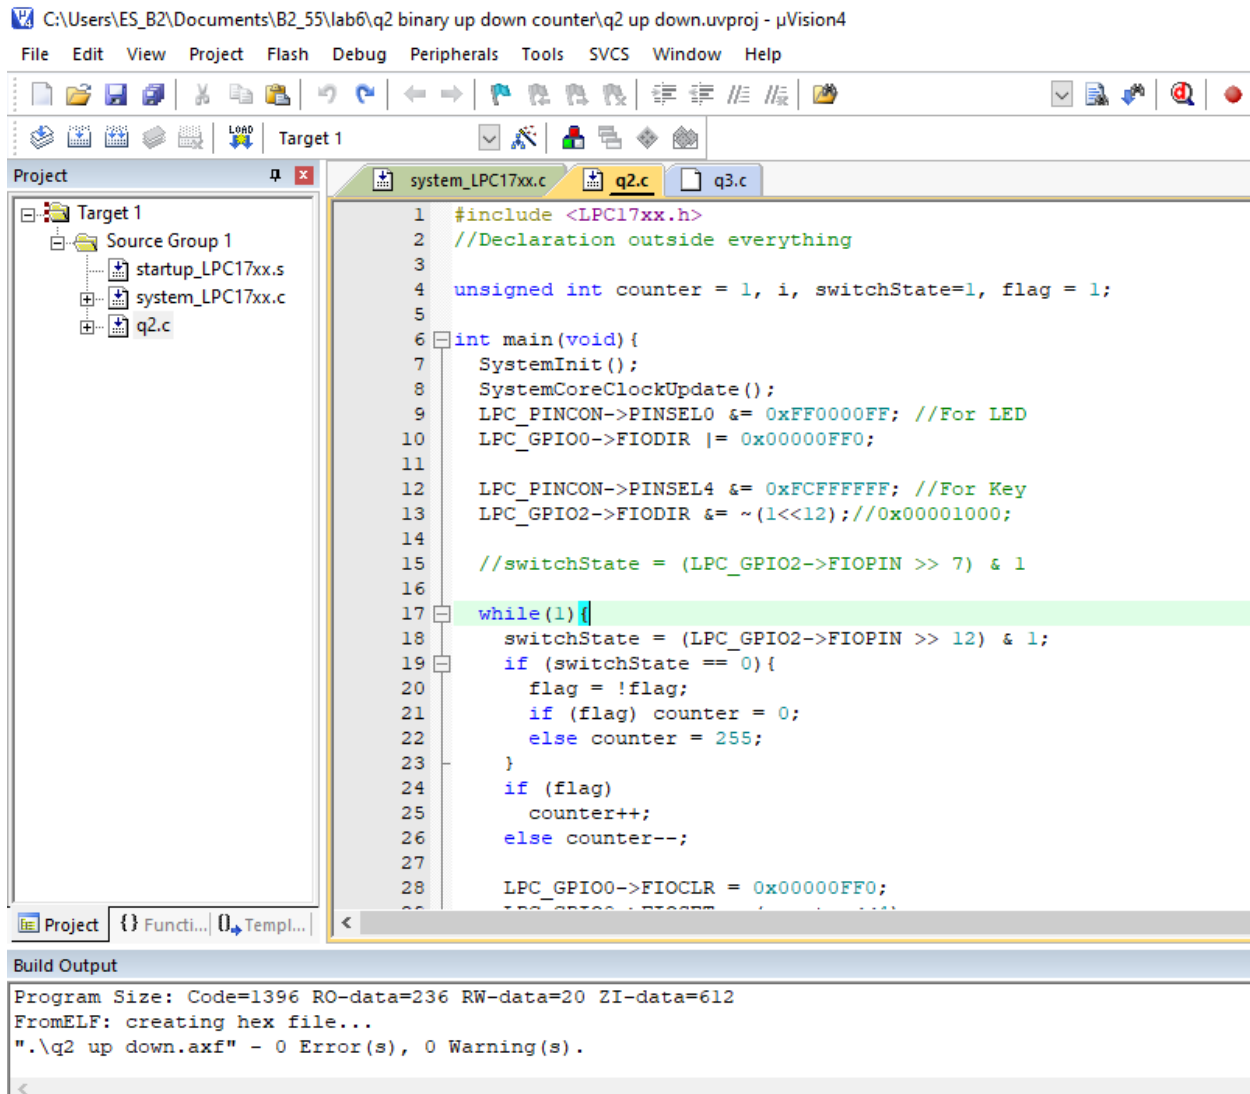 C:\Users\ES_B2\Documents\B2_55\lab6\q2 binary up down counter\q2 up down.uvproj - µVision4
File Edit View Project Flash Debug Peripherals Tools SVCS Window Help
LOAD Target 1
Project
system_LPC17xx.c q2.c q3.c
Target 1
Source Group 1
startup_LPC17xx.s
system_LPC17xx.c
q2.c
1 #include <LPC17xx.h>
2 //Declaration outside everything
3
4 unsigned int counter = 1, i, switchState=1, flag = 1;
5
6 int main(void){
7 SystemInit();
8 SystemCoreClockUpdate();
9 LPC_PINCON->PINSEL0 &= 0xFF0000FF; //For LED
10 LPC_GPIO0->FIODIR |= 0x00000FF0;
11
12 LPC_PINCON->PINSEL4 &= 0xFCFFFFFF; //For Key
13 LPC_GPIO2->FIODIR &= ~(1<<12);//0x00001000;
14
15 //switchState = (LPC_GPIO2->FIOPIN >> 7) & 1
16
17 while(1){
18 switchState = (LPC_GPIO2->FIOPIN >> 12) & 1;
19 if (switchState == 0){
20 flag = !flag;
21 if (flag) counter = 0;
22 else counter = 255;
23 }
24 if (flag)
25 counter++;
26 else counter--;
27
28 LPC_GPIO0->FIOCLR = 0x00000FF0;
Project {} Functi... 0 Templ...
Build Output
Program Size: Code=1396 RO-data=236 RW-data=20 ZI-data=612
FromELF: creating hex file...
".\q2 up down.axf" - 0 Error(s), 0 Warning(s).